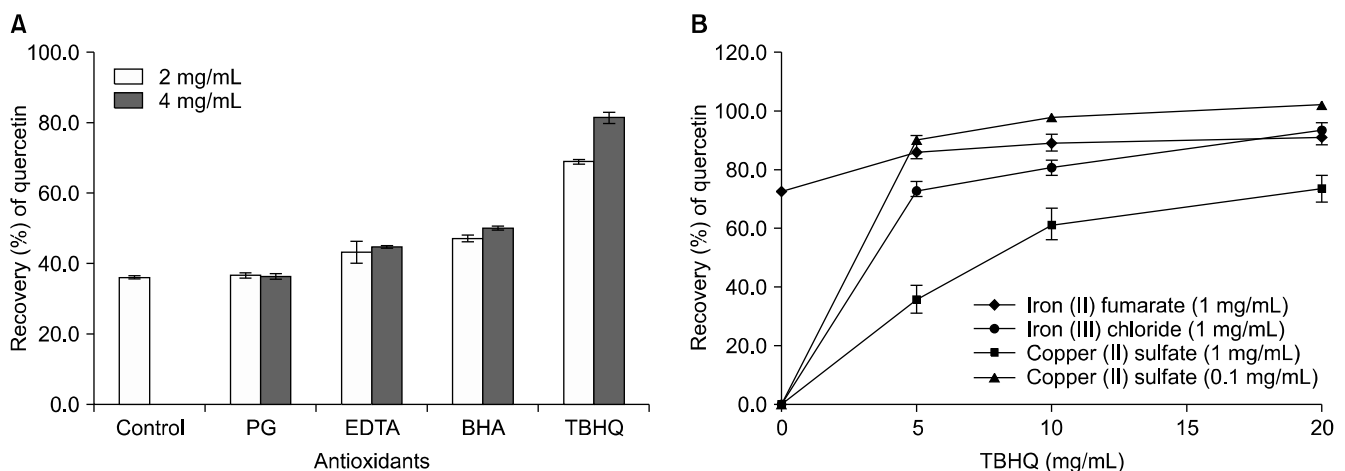 A
Recovery (%) of quercetin
100.0
80.0
60.0
40.0
20.0
0.0
2 mg/mL
4 mg/mL
Control PG EDTA BHA TBHQ
Antioxidants
B
Recovery (%) of quercetin
120.0
100.0
80.0
60.0
40.0
20.0
0.0
Iron (II) fumarate (1 mg/mL)
Iron (III) chloride (1 mg/mL)
Copper (II) sulfate (1 mg/mL)
Copper (II) sulfate (0.1 mg/mL)
0 5 10 15 20
TBHQ (mg/mL)